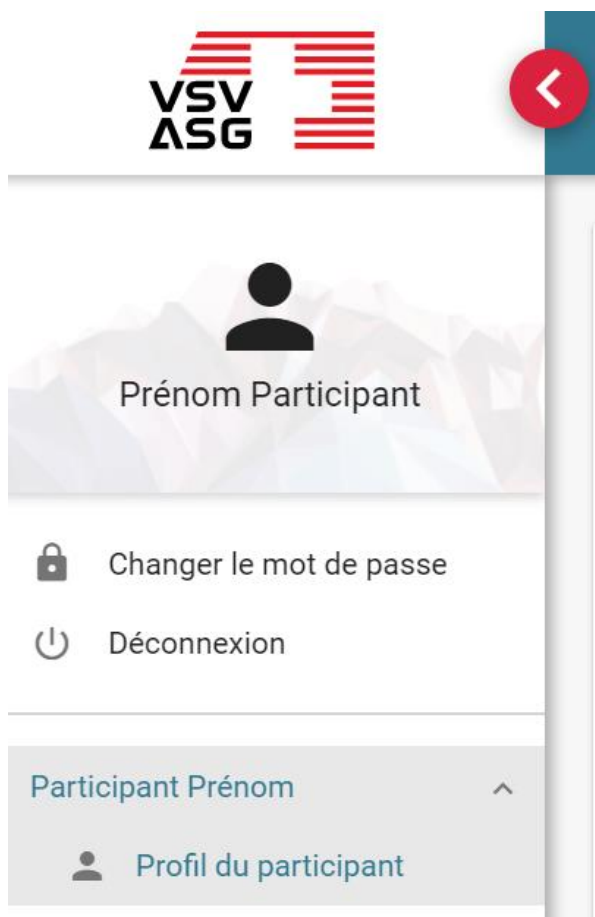 VSV
ASG
Prénom Participant
Changer le mot de passe
Déconnexion
Participant Prénom
Profil du participant